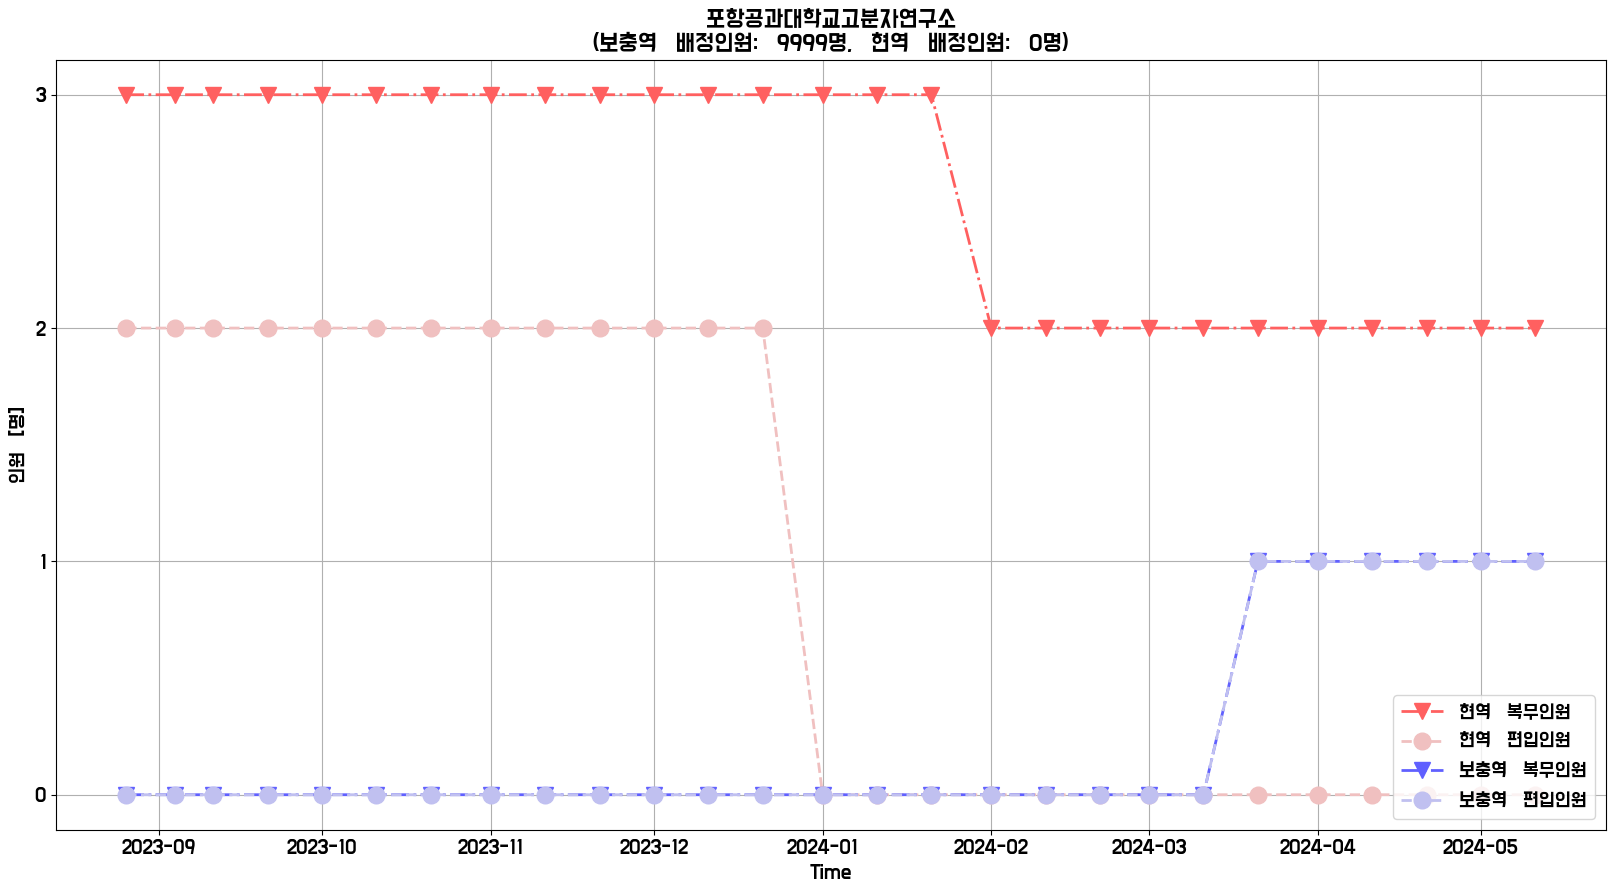 포항공과대학교고분자연구소
(보충역 배정인원: 9999명, 현역 배정인원: 0명)
인원 [명]
3
2
1
0
현역 복무인원
현역 편입인원
보충역 복무인원
보충역 편입인원
2023-09 2023-10 2023-11 2023-12 2024-01 2024-02 2024-03 2024-04 2024-05
Time